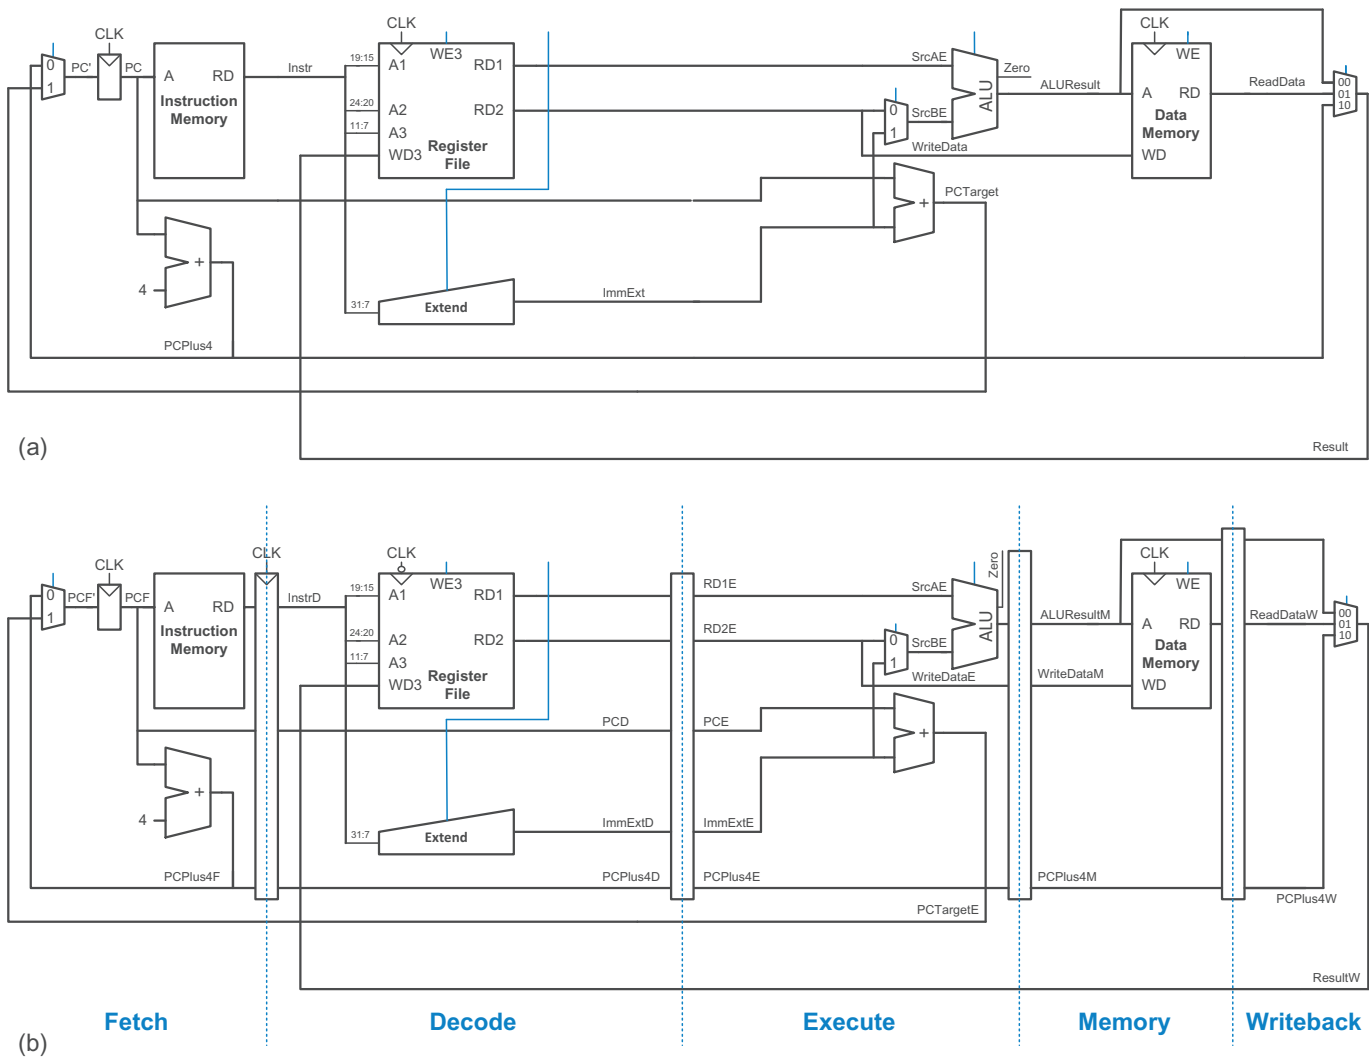 CLK
CLK
CLK
0
1
PC'
PC
A
RD
Instruction
Memory
Instr
19:15
24:20
11:7
31:7
A1
A2
A3
WD3
WE3
RD1
RD2
Register
File
SrcAE
Zero
0
1
SrcBE
ALU
ALUResult
WE
A
RD
Data
Memory
WD
ReadData
00
01
10
WriteData
+
PCTarget
+
4
Extend
ImmExt
PCPlus4
(a)
Result
CLK
CLK
CLK
CLK
0
1
PCF'
PCF
A
RD
Instruction
Memory
InstrD
19:15
24:20
11:7
31:7
A1
A2
A3
WD3
WE3
RD1
RD2
Register
File
RD1E
RD2E
SrcAE
Zero
0
1
SrcBE
ALU
ALUResultM
WE
A
RD
Data
Memory
WD
ReadDataW
00
01
10
WriteDataE
WriteDataM
PCD
PCE
+
+
4
Extend
ImmExtD
ImmExtE
PCPlus4F
PCPlus4D
PCPlus4E
PCPlus4M
PCPlus4W
PCTargetE
ResultW
Fetch
Decode
Execute
Memory
Writeback
(b)